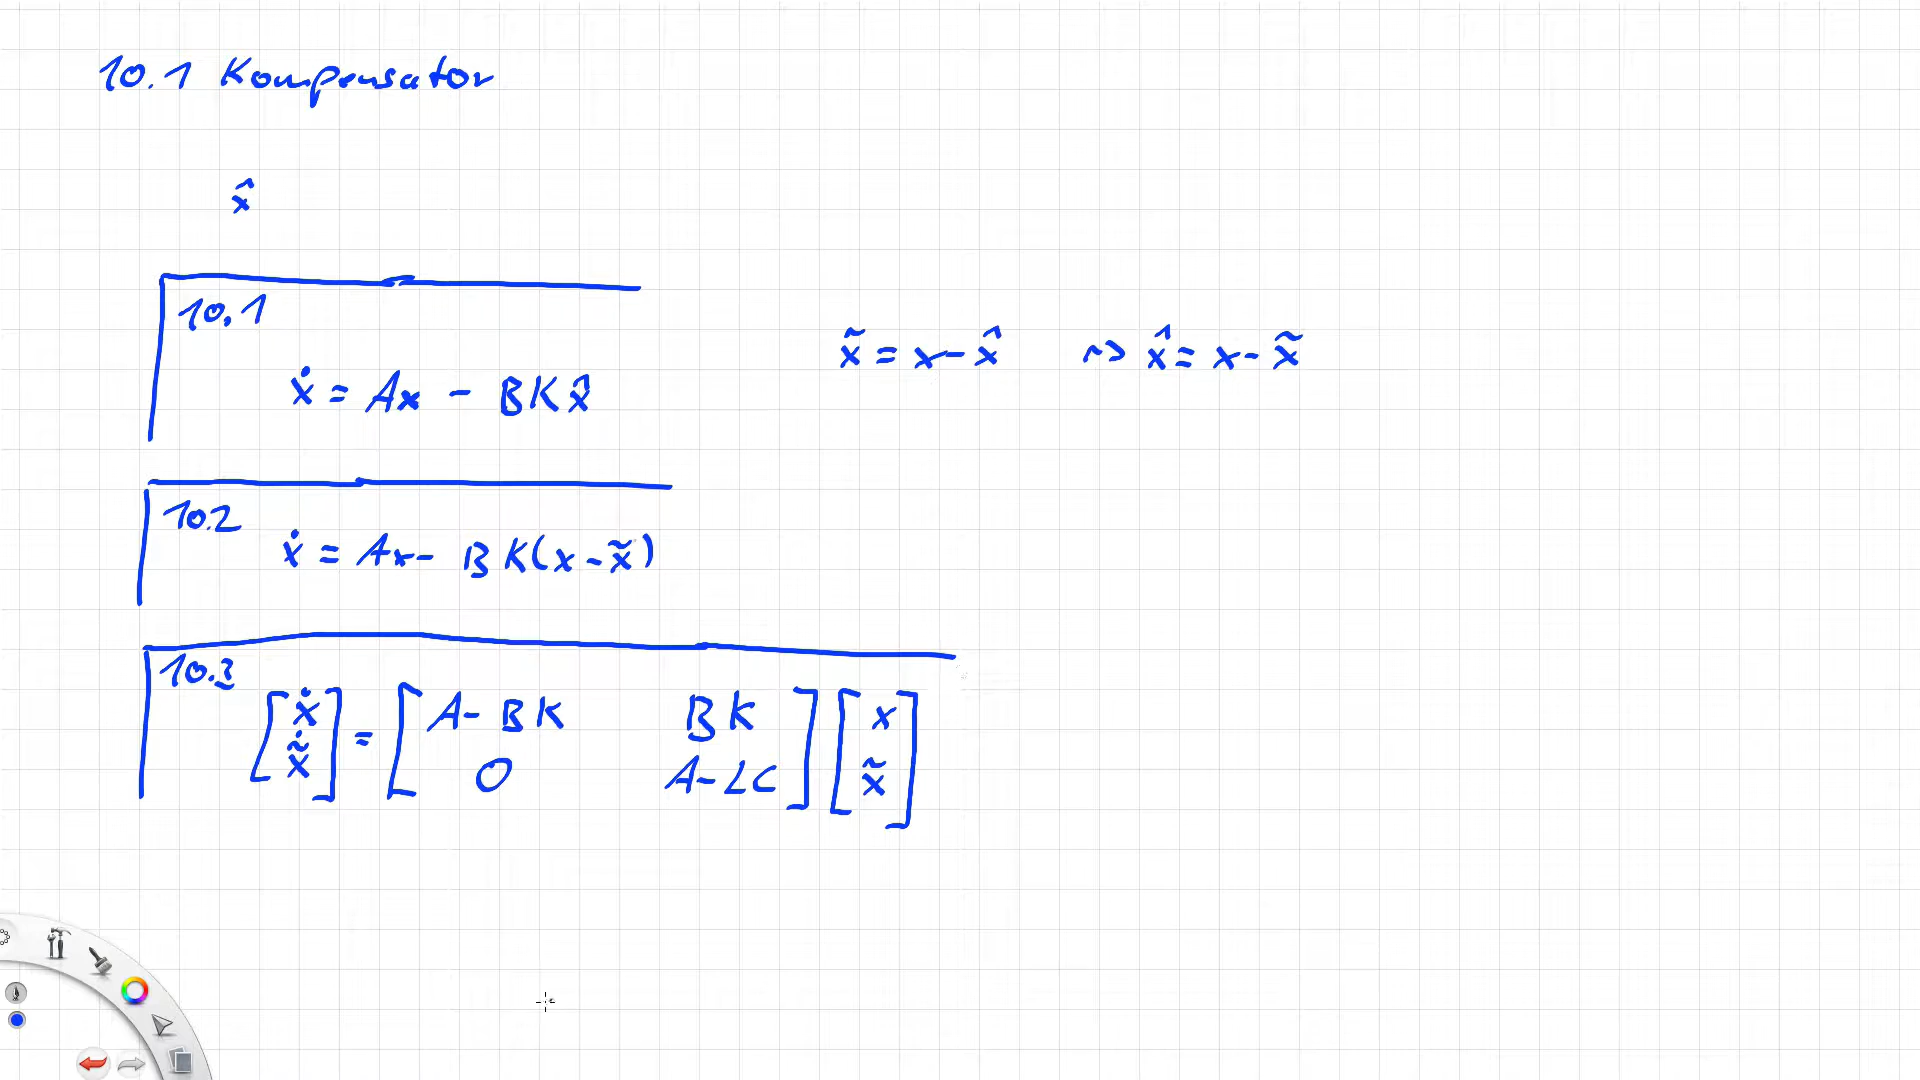 10.1 Kompensator
x̂
10.1
ẋ = Ax - BKx̂
x̃ = x - x̂ ⇝ x̂ = x - x̃
10.2
ẋ = Ax - BK(x - x̃)
10.3
[ẋ] = [A-BK BK] [x]
[x̃̇] [0 A-LC] [x̃]